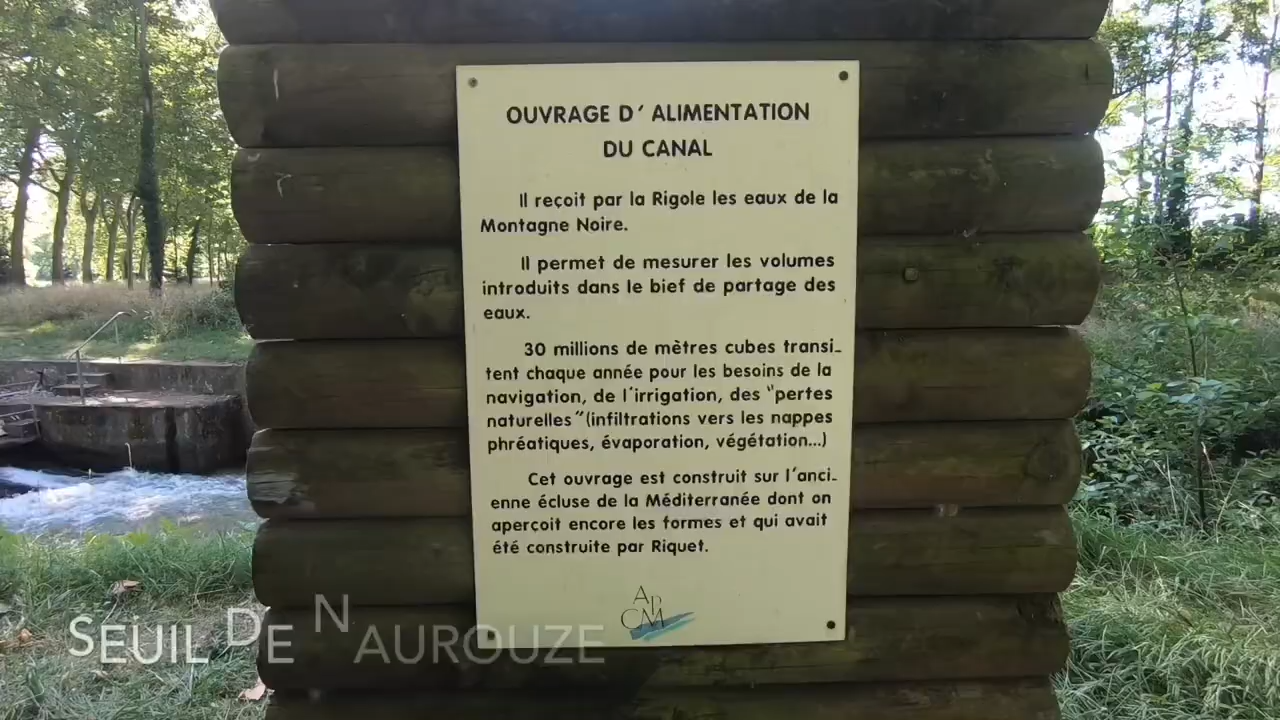 OUVRAGE D' ALIMENTATION
DU CANAL
Il reçoit par la Rigole les eaux de la
Montagne Noire.
Il permet de mesurer les volumes
introduits dans le bief de partage des
eaux.
30 millions de mètres cubes transi-
tent chaque année pour les besoins de la
navigation, de l'irrigation, des "pertes
naturelles"(infiltrations vers les nappes
phréatiques, évaporation, végétation...)
Cet ouvrage est construit sur l'anci-
enne écluse de la Méditerranée dont on
aperçoit encore les formes et qui avait
été construite par Riquet.
AP
CM
SEUIL DE NAUROUZE